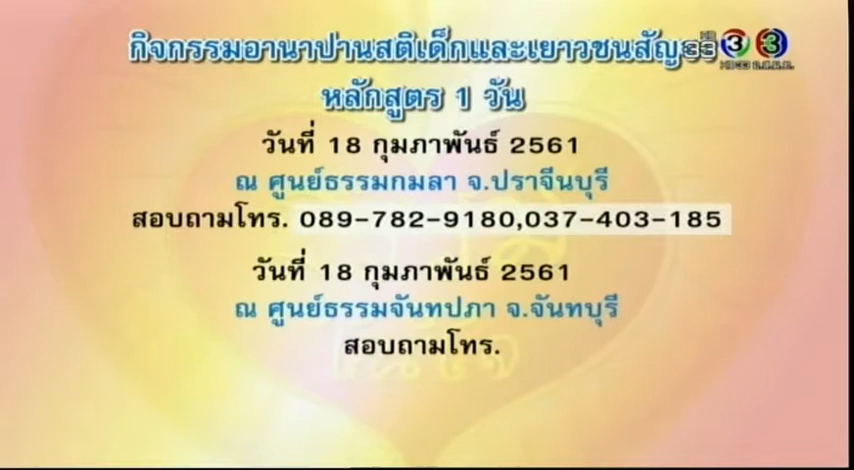 กิจกรรมอานาปานสติเด็กและเยาวชนสัญจร
หลักสูตร 1 วัน
วันที่ 18 กุมภาพันธ์ 2561
ณ ศูนย์ธรรมกมลา จ.ปราจีนบุรี
สอบถามโทร. 089-782-9180,037-403-185
วันที่ 18 กุมภาพันธ์ 2561
ณ ศูนย์ธรรมจันทปภา จ.จันทบุรี
สอบถามโทร.